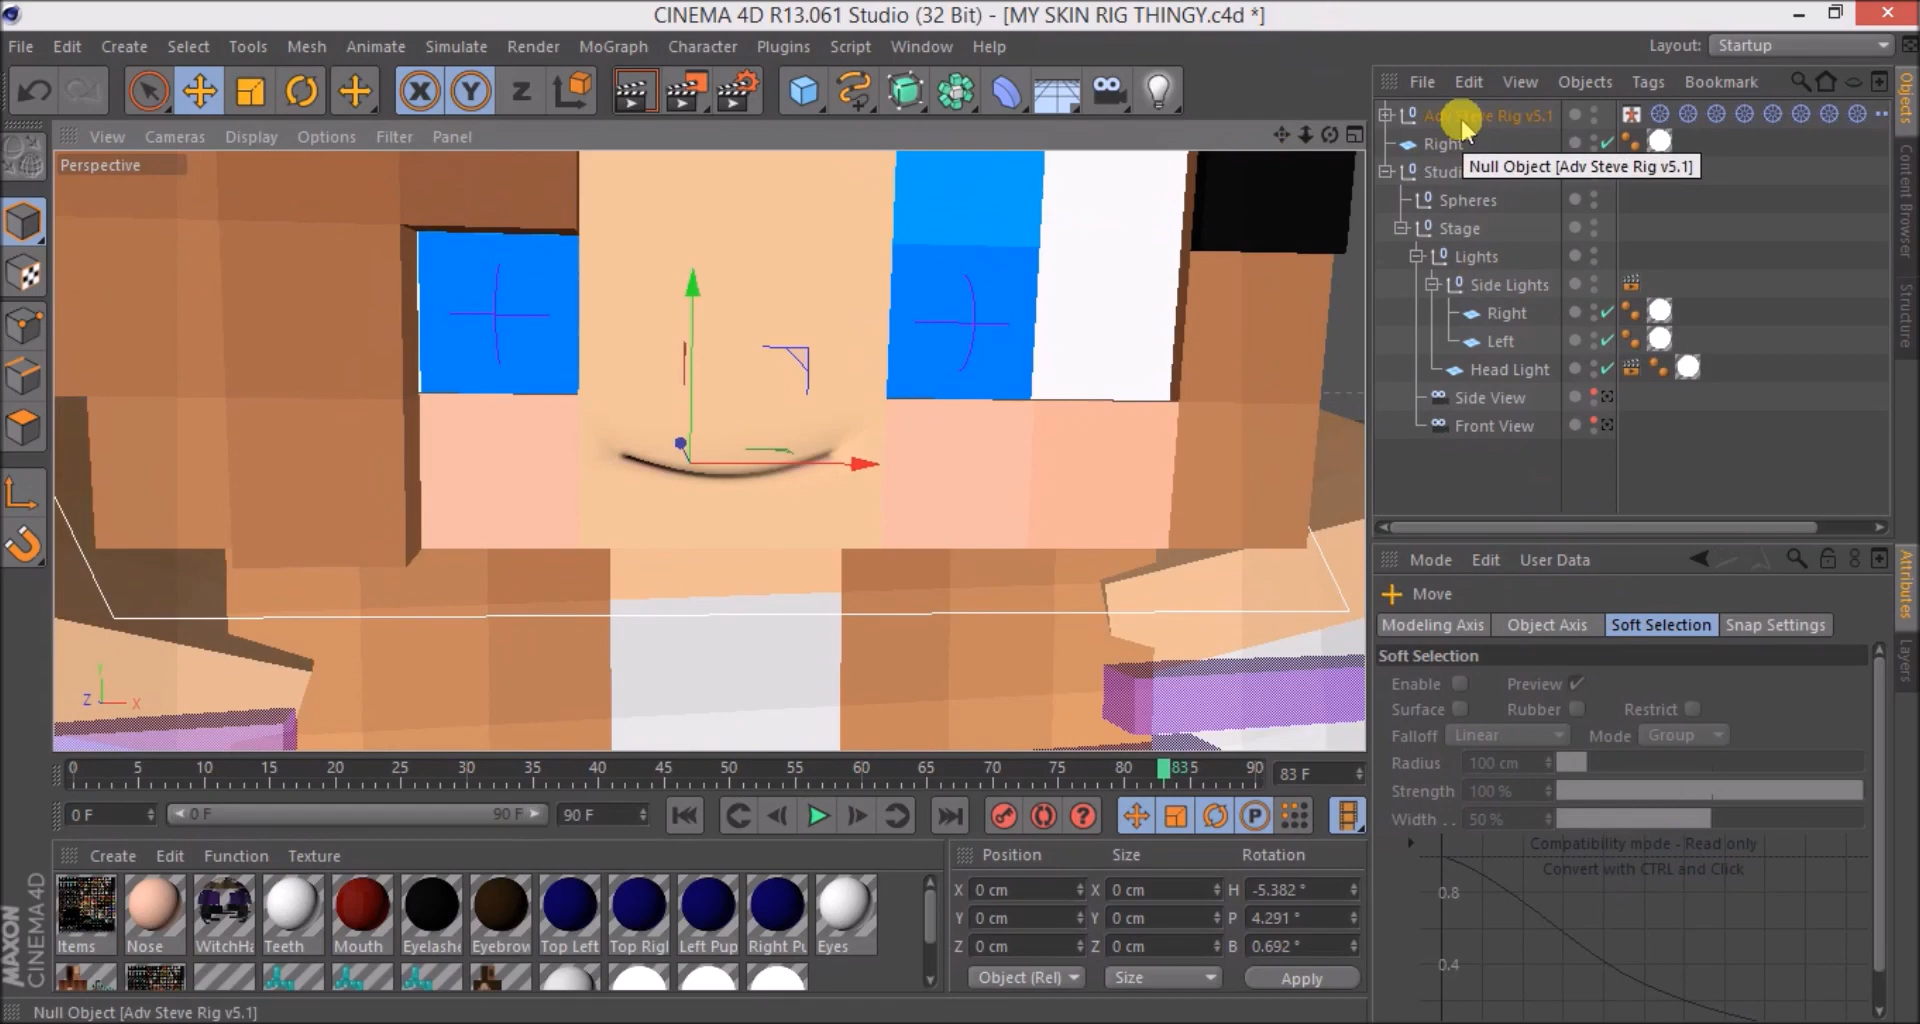 CINEMA 4D R13.061 Studio (32 Bit) - [MY SKIN RIG THINGY.c4d *]
File Edit Create Select Tools Mesh Animate Simulate Render MoGraph Character Plugins Script Window Help
Layout: Startup
File Edit View Objects Tags Bookmark
View Cameras Display Options Filter Panel
Perspective
Adv Steve Rig v5.1
Right
Null Object [Adv Steve Rig v5.1]
Studi
Spheres
Stage
Lights
Side Lights
Right
Left
Head Light
Side View
Front View
Objects
Content Browser
Structure
Mode Edit User Data
Move
Modeling Axis Object Axis Soft Selection Snap Settings
Soft Selection
Enable Preview
Surface Rubber Restrict
Falloff Linear Mode Group
Radius 100 cm
Strength 100 %
Width . . 50 %
Compatibility mode - Read only
Convert with CTRL and Click
0.8
0.4
Attributes
Layers
Y
Z X
0 5 10 15 20 25 30 35 40 45 50 55 60 65 70 75 80 835 90 83 F
0 F 0 F 90 F 90 F
Create Edit Function Texture
Items Nose WitchHa Teeth Mouth Eyelashe Eyebrow Top Left Top Righ Left Pup Right Pu Eyes
Position Size Rotation
X 0 cm X 0 cm H -5.382 °
Y 0 cm Y 0 cm P 4.291 °
Z 0 cm Z 0 cm B 0.692 °
Object (Rel) Size Apply
MAXON
CINEMA 4D
Null Object [Adv Steve Rig v5.1]